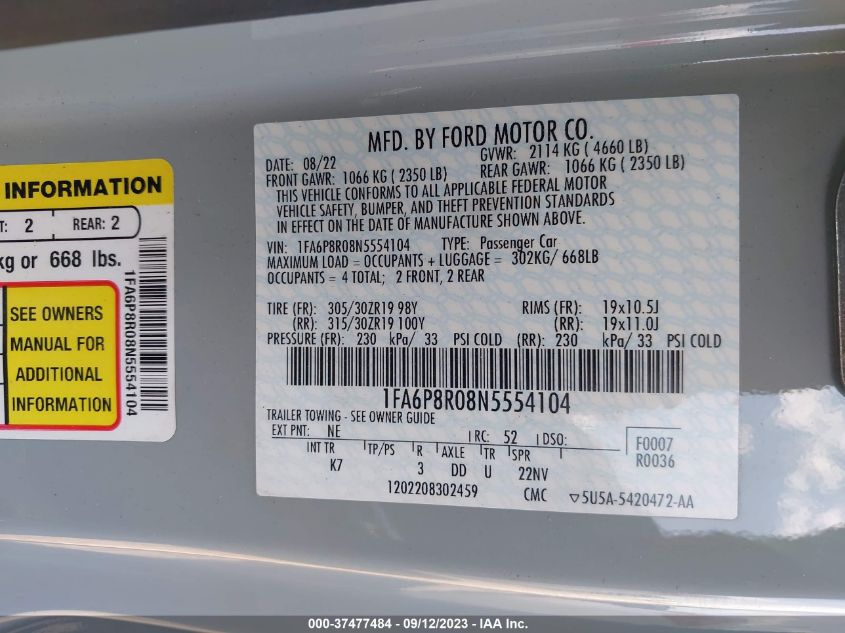 INFORMATION
T: 2 REAR: 2
kg or 668 lbs.
SEE OWNERS
MANUAL FOR
ADDITIONAL
INFORMATION
1FA6P8R08N5554104
MFD. BY FORD MOTOR CO.
DATE: 08/22 GVWR: 2114 KG ( 4660 LB)
FRONT GAWR: 1066 KG ( 2350 LB) REAR GAWR: 1066 KG ( 2350 LB)
THIS VEHICLE CONFORMS TO ALL APPLICABLE FEDERAL MOTOR
VEHICLE SAFETY, BUMPER, AND THEFT PREVENTION STANDARDS
IN EFFECT ON THE DATE OF MANUFACTURE SHOWN ABOVE.
VIN: 1FA6P8R08N5554104 TYPE: Passenger Car
MAXIMUM LOAD = OCCUPANTS + LUGGAGE = 302KG/ 668LB
OCCUPANTS = 4 TOTAL; 2 FRONT, 2 REAR
TIRE (FR): 305/30ZR19 98Y RIMS (FR): 19x10.5J
(RR): 315/30ZR19 100Y (RR): 19x11.0J
PRESSURE (FR): 230 kPa/ 33 PSI COLD (RR): 230 kPa/ 33 PSI COLD
1FA6P8R08N5554104
TRAILER TOWING - SEE OWNER GUIDE
EXT PNT: NE RC: 52 DSO: F0007
INT TR TP/PS R AXLE TR SPR R0036
K7 3 DD U 22NV
1202208302459 CMC ▽5U5A-5420472-AA
000-37477484 - 09/12/2023 - IAA Inc.